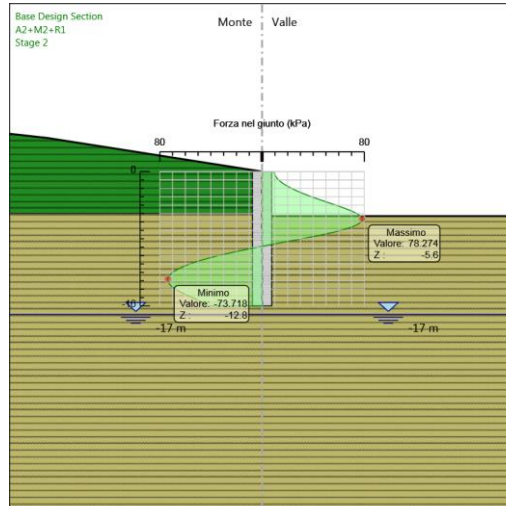 Base Design Section
A2+M2+R1
Stage 2
Monte Valle
Forza nel giunto (kPa)
80 80
0
Massimo
Valore: 78.274
Z : -5.6
Minimo
Valore: -73.718
Z : -12.8
-17 m -17 m